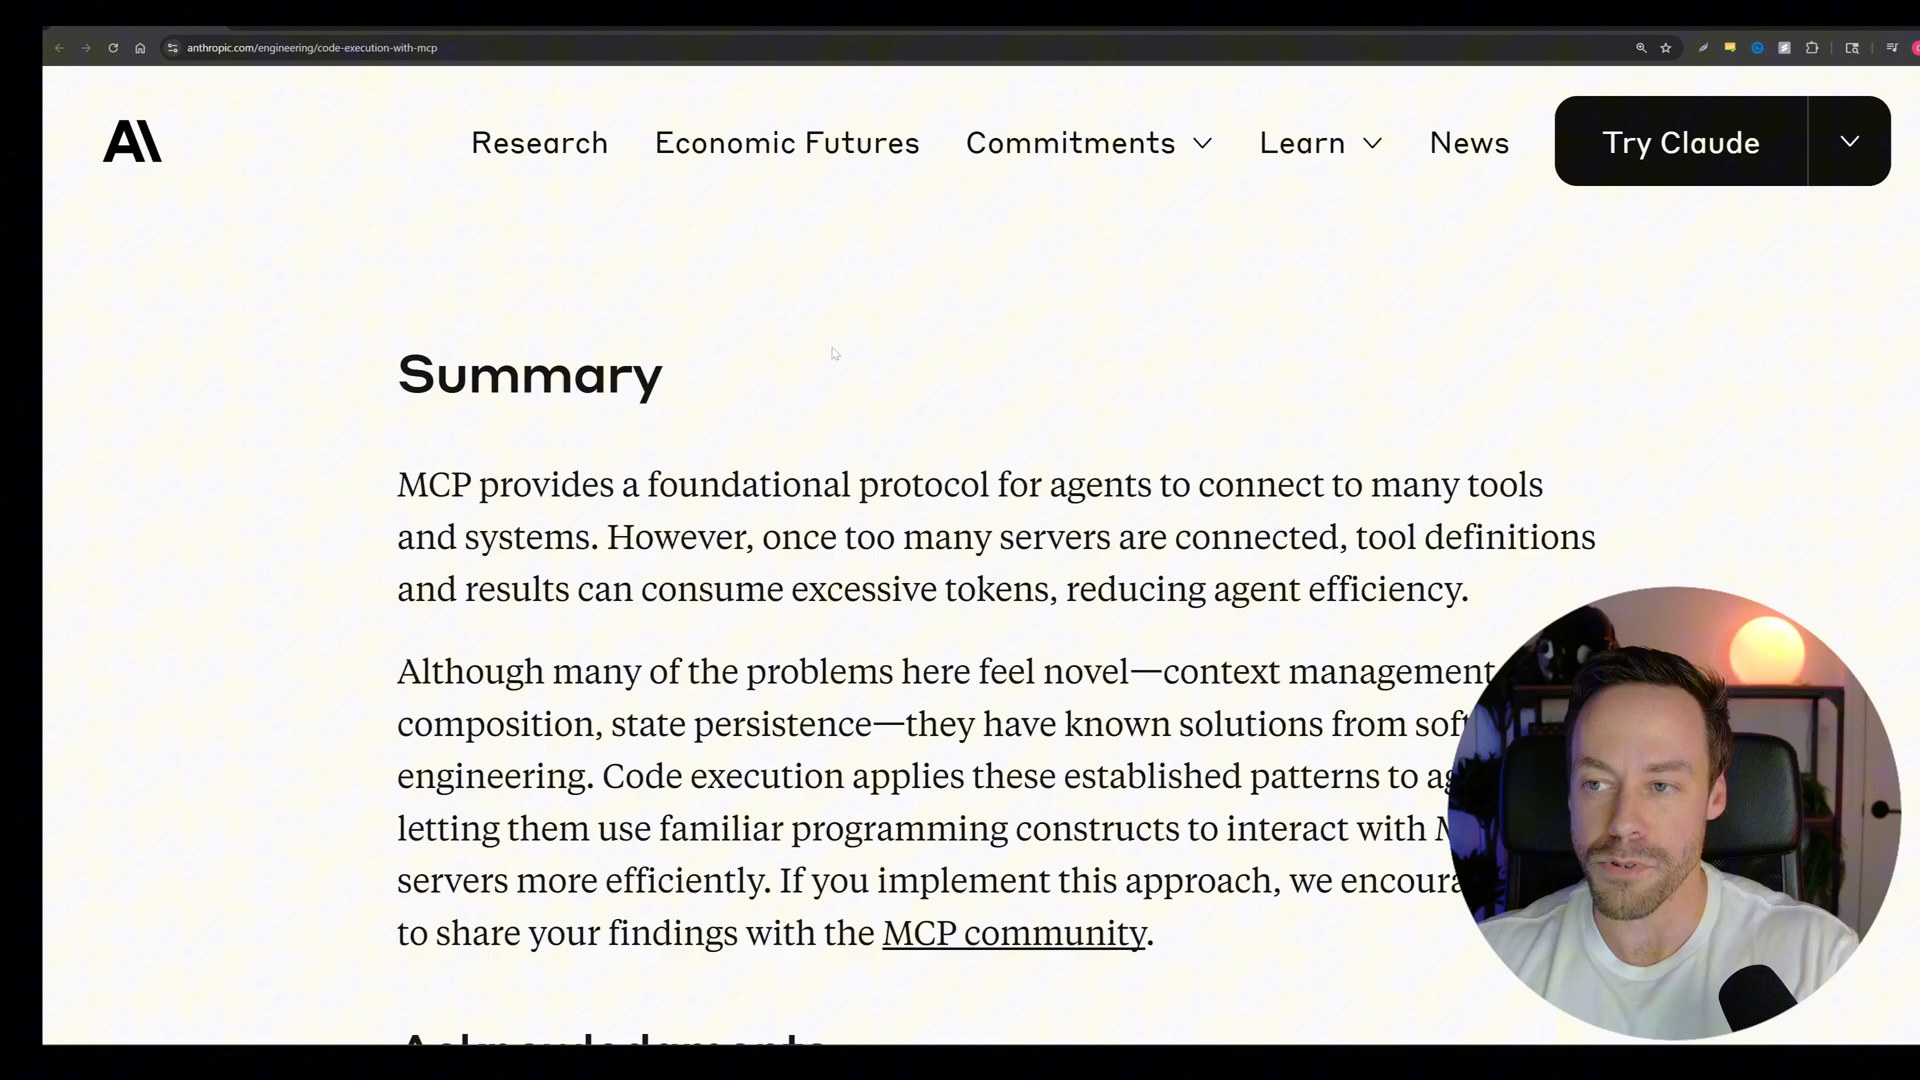 anthropic.com/engineering/code-execution-with-mcp
Research Economic Futures Commitments Learn News Try Claude
Summary
MCP provides a foundational protocol for agents to connect to many tools
and systems. However, once too many servers are connected, tool definitions
and results can consume excessive tokens, reducing agent efficiency.
Although many of the problems here feel novel—context management
composition, state persistence—they have known solutions from
engineering. Code execution applies these established patterns to
letting them use familiar programming constructs to interact with
servers more efficiently. If you implement this approach, we
to share your findings with the MCP community.